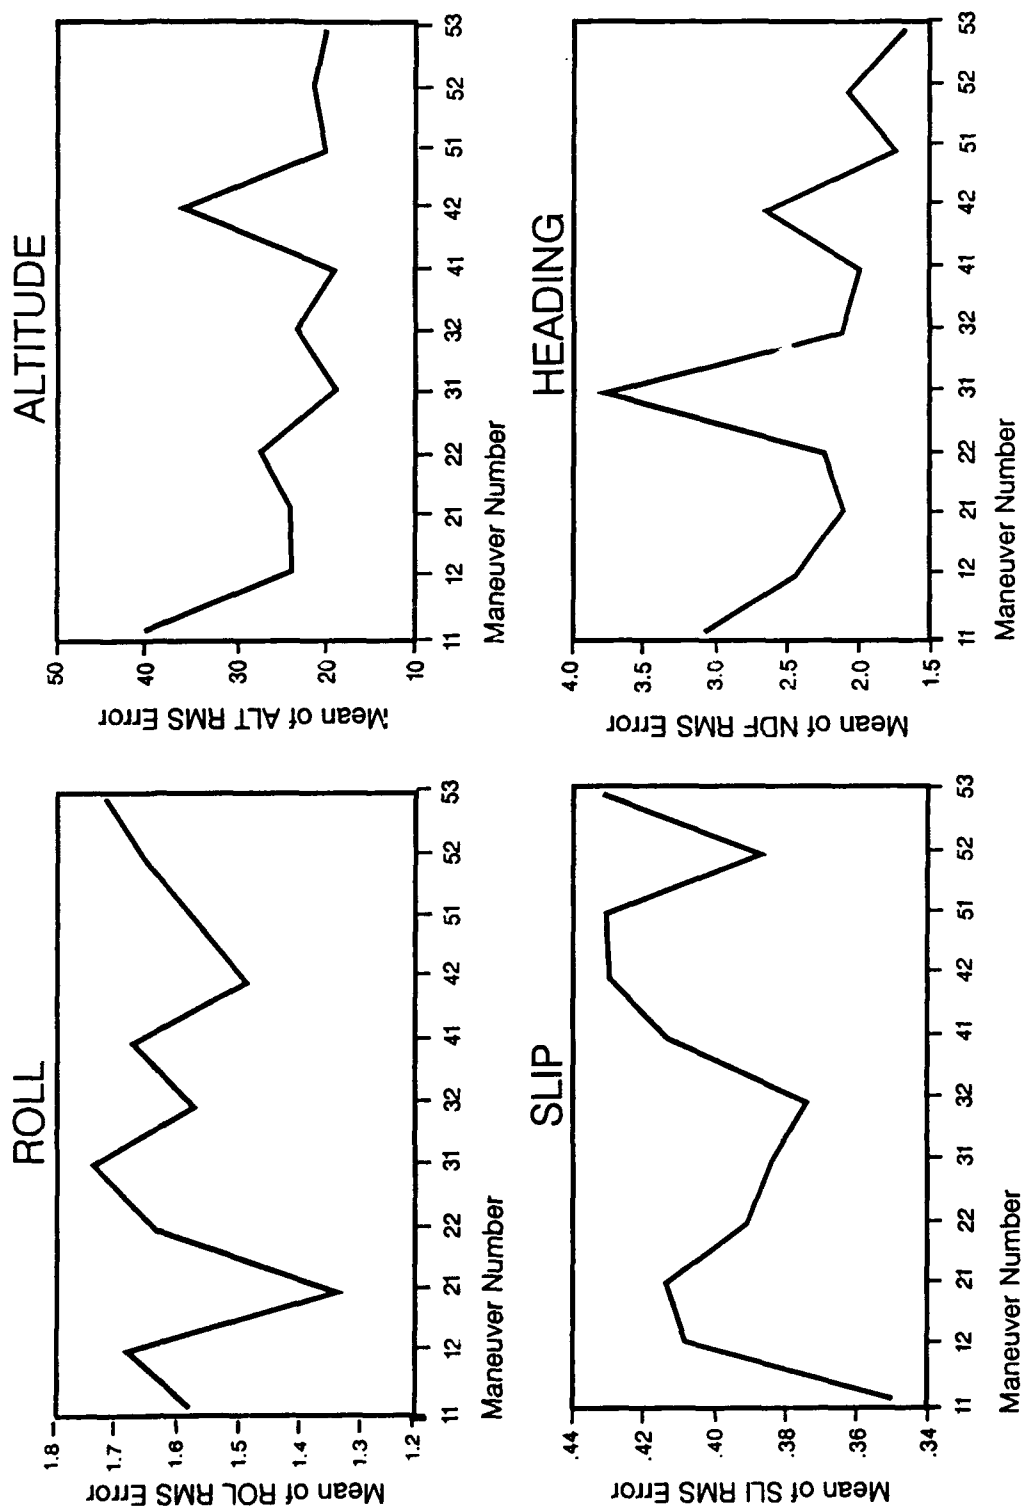 ROLL
Mean of ROL RMS Error
1.8
1.7
1.6
1.5
1.4
1.3
1.2
11 12 21 22 31 32 41 42 51 52 53
Maneuver Number
ALTITUDE
Mean of ALT RMS Error
50
40
30
20
10
11 12 21 22 31 32 41 42 51 52 53
Maneuver Number
SLIP
Mean of SLI RMS Error
.44
.42
.40
.38
.36
.34
11 12 21 22 31 32 41 42 51 52 53
Maneuver Number
HEADING
Mean of NDF RMS Error
4.0
3.5
3.0
2.5
2.0
1.5
11 12 21 22 31 32 41 42 51 52 53
Maneuver Number